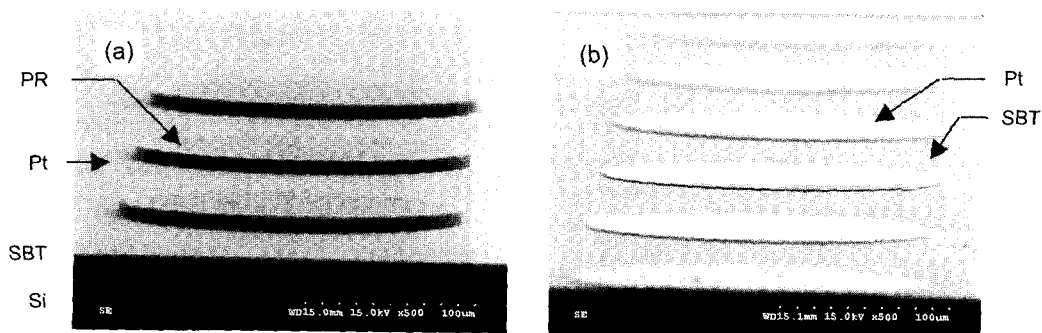 (a)
PR
Pt
SBT
Si
SE
WD15.0mm 15.0kV x500 100um
(b)
Pt
SBT
SE
WD15.1mm 15.0kV x500 100um